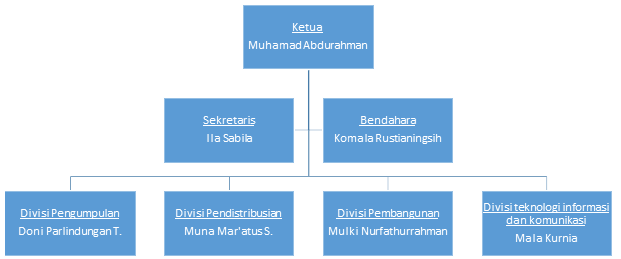 Ketua
Muhamad Abdurahman
Sekretaris
Ila Sabila
Bendahara
Komala Rustianingsih
Divisi Pengumpulan
Doni Parlindungan T.
Divisi Pendistribusian
Muna Mar'atus S.
Divisi Pembangunan
Mulki Nurfathurrahman
Divisi teknologi informasi
dan komunikasi
Mala Kurnia